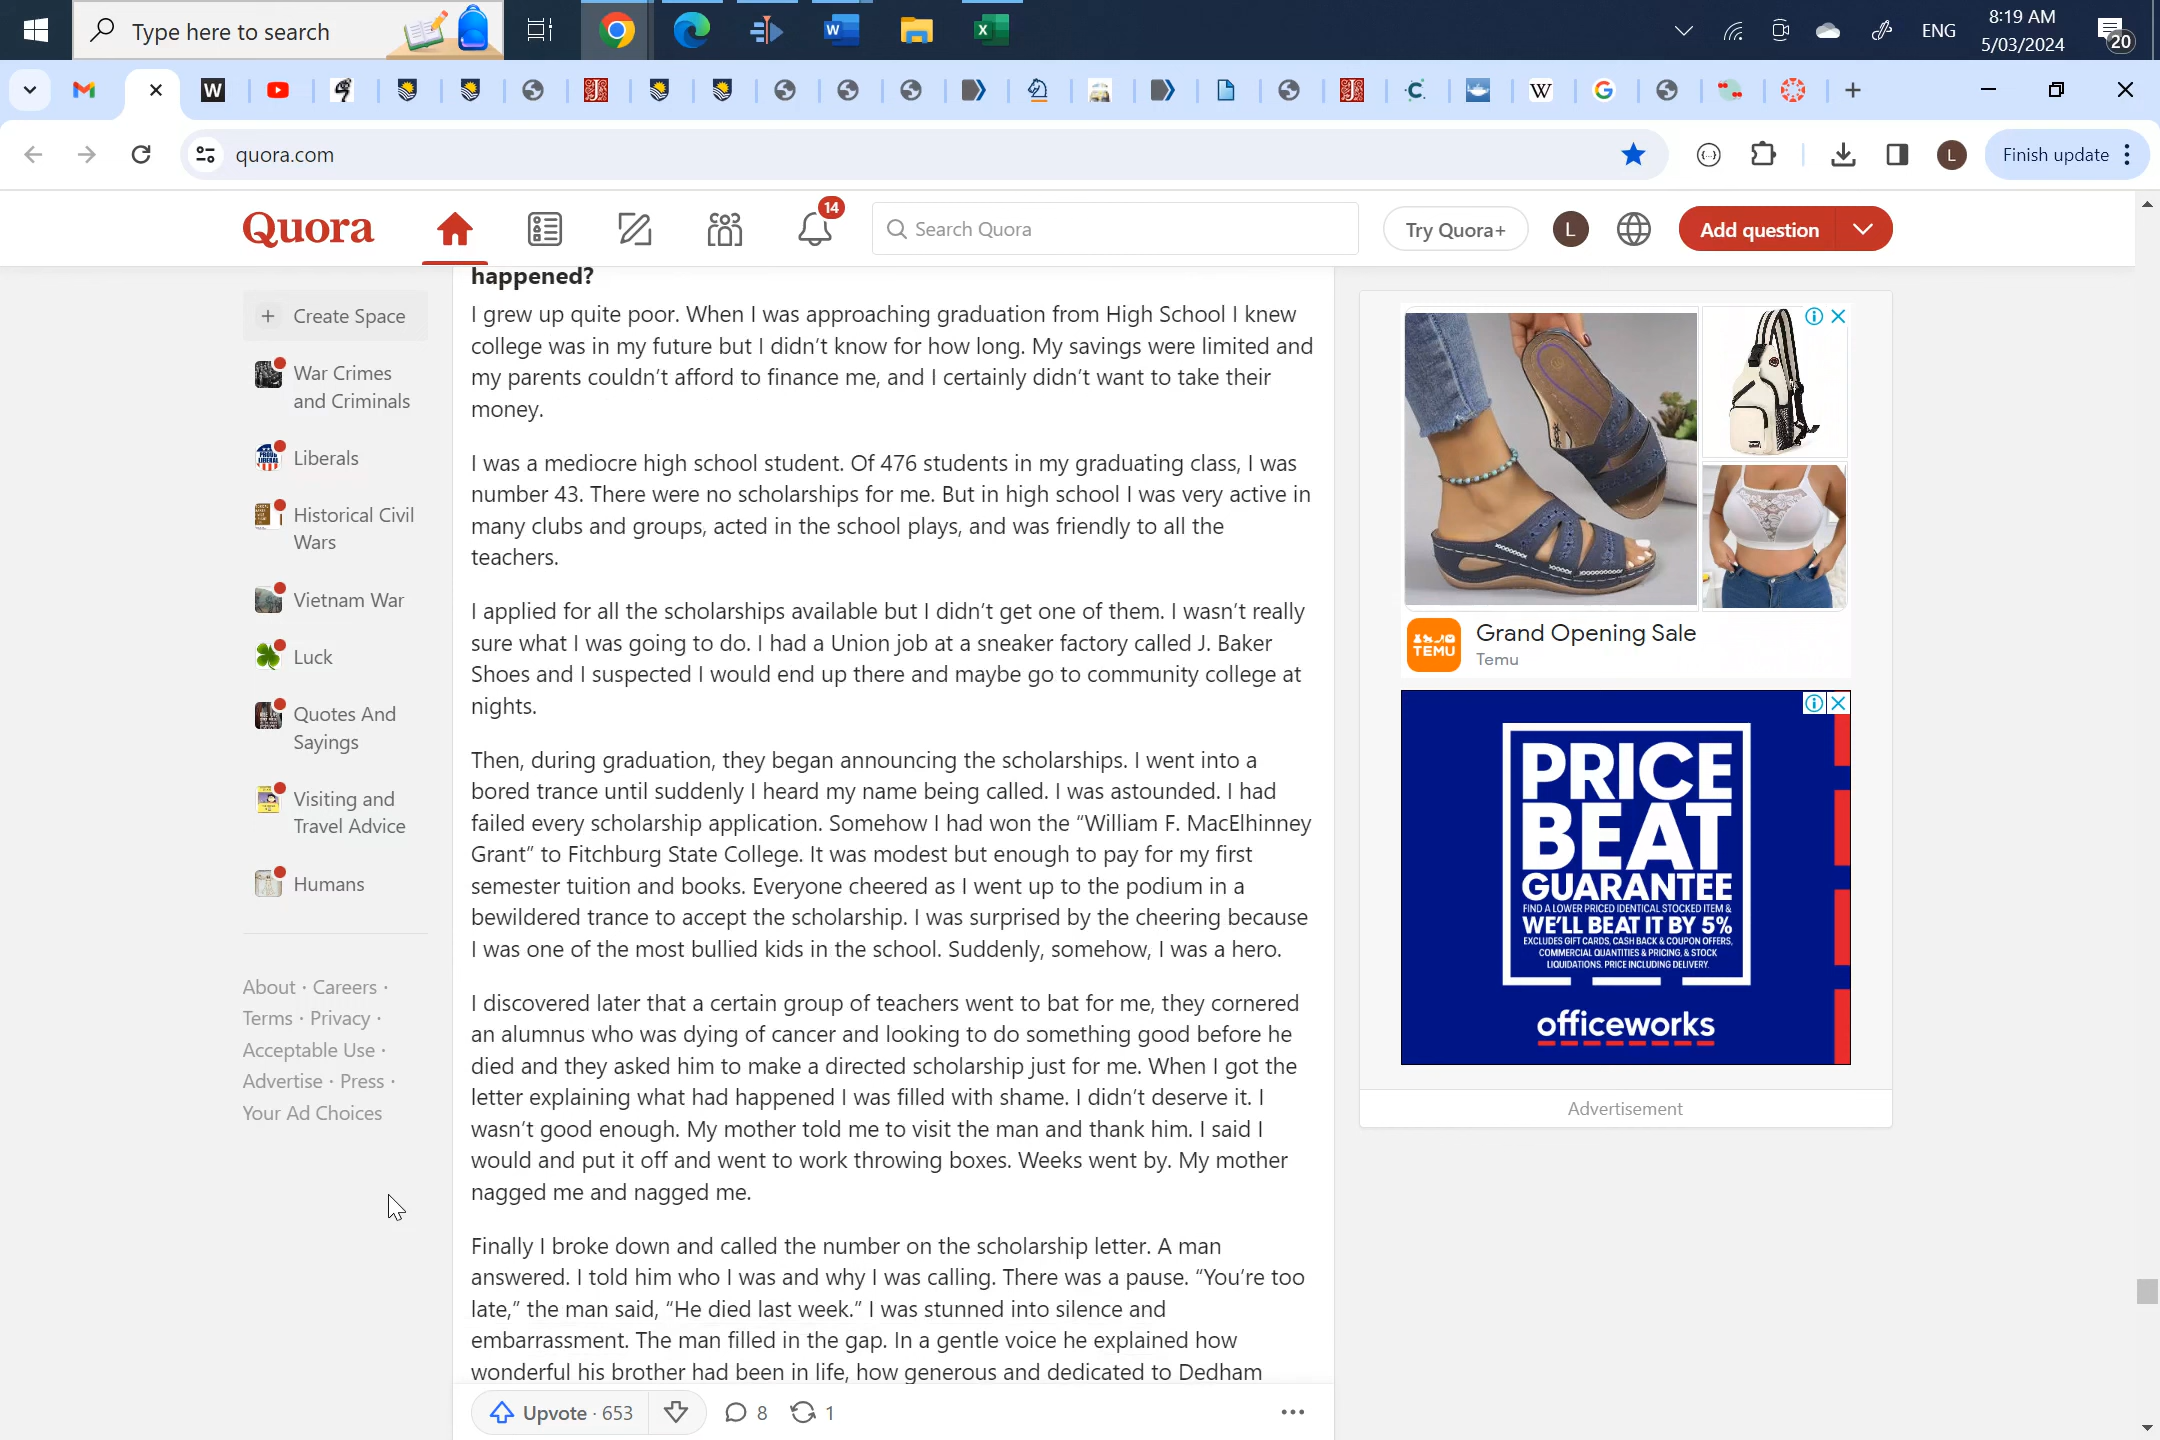 Type here to search
ENG
8:19 AM
5/03/2024
20
quora.com
L
Finish update
Quora
14
Search Quora
Try Quora+
L
Add question
happened?
I grew up quite poor. When I was approaching graduation from High School I knew
college was in my future but I didn't know for how long. My savings were limited and
my parents couldn't afford to finance me, and I certainly didn't want to take their
money.
I was a mediocre high school student. Of 476 students in my graduating class, I was
number 43. There were no scholarships for me. But in high school I was very active in
many clubs and groups, acted in the school plays, and was friendly to all the
teachers.
I applied for all the scholarships available but I didn't get one of them. I wasn't really
sure what I was going to do. I had a Union job at a sneaker factory called J. Baker
Shoes and I suspected I would end up there and maybe go to community college at
nights.
Then, during graduation, they began announcing the scholarships. I went into a
bored trance until suddenly I heard my name being called. I was astounded. I had
failed every scholarship application. Somehow I had won the “William F. MacElhinney
Grant” to Fitchburg State College. It was modest but enough to pay for my first
semester tuition and books. Everyone cheered as I went up to the podium in a
bewildered trance to accept the scholarship. I was surprised by the cheering because
I was one of the most bullied kids in the school. Suddenly, somehow, I was a hero.
I discovered later that a certain group of teachers went to bat for me, they cornered
an alumnus who was dying of cancer and looking to do something good before he
died and they asked him to make a directed scholarship just for me. When I got the
letter explaining what had happened I was filled with shame. I didn't deserve it. I
wasn't good enough. My mother told me to visit the man and thank him. I said I
would and put it off and went to work throwing boxes. Weeks went by. My mother
nagged me and nagged me.
Finally I broke down and called the number on the scholarship letter. A man
answered. I told him who I was and why I was calling. There was a pause. “You're too
late,” the man said, “He died last week.” I was stunned into silence and
embarrassment. The man filled in the gap. In a gentle voice he explained how
wonderful his brother had been in life, how generous and dedicated to Dedham
Upvote · 653
8
1
Create Space
War Crimes
and Criminals
Liberals
Historical Civil
Wars
Vietnam War
Luck
Quotes And
Sayings
Visiting and
Travel Advice
Humans
About · Careers ·
Terms · Privacy ·
Acceptable Use ·
Advertise · Press ·
Your Ad Choices
TEMU
Grand Opening Sale
Temu
PRICE
BEAT
GUARANTEE
FIND A LOWER PRICED IDENTICAL STOCKED ITEM &
WE'LL BEAT IT BY 5%
EXCLUDES GIFT CARDS, CASH BACK & COUPON OFFERS,
COMMERCIAL QUANTITIES & PRICING, & STOCK
LIQUIDATIONS. PRICE INCLUDING DELIVERY.
officeworks
Advertisement